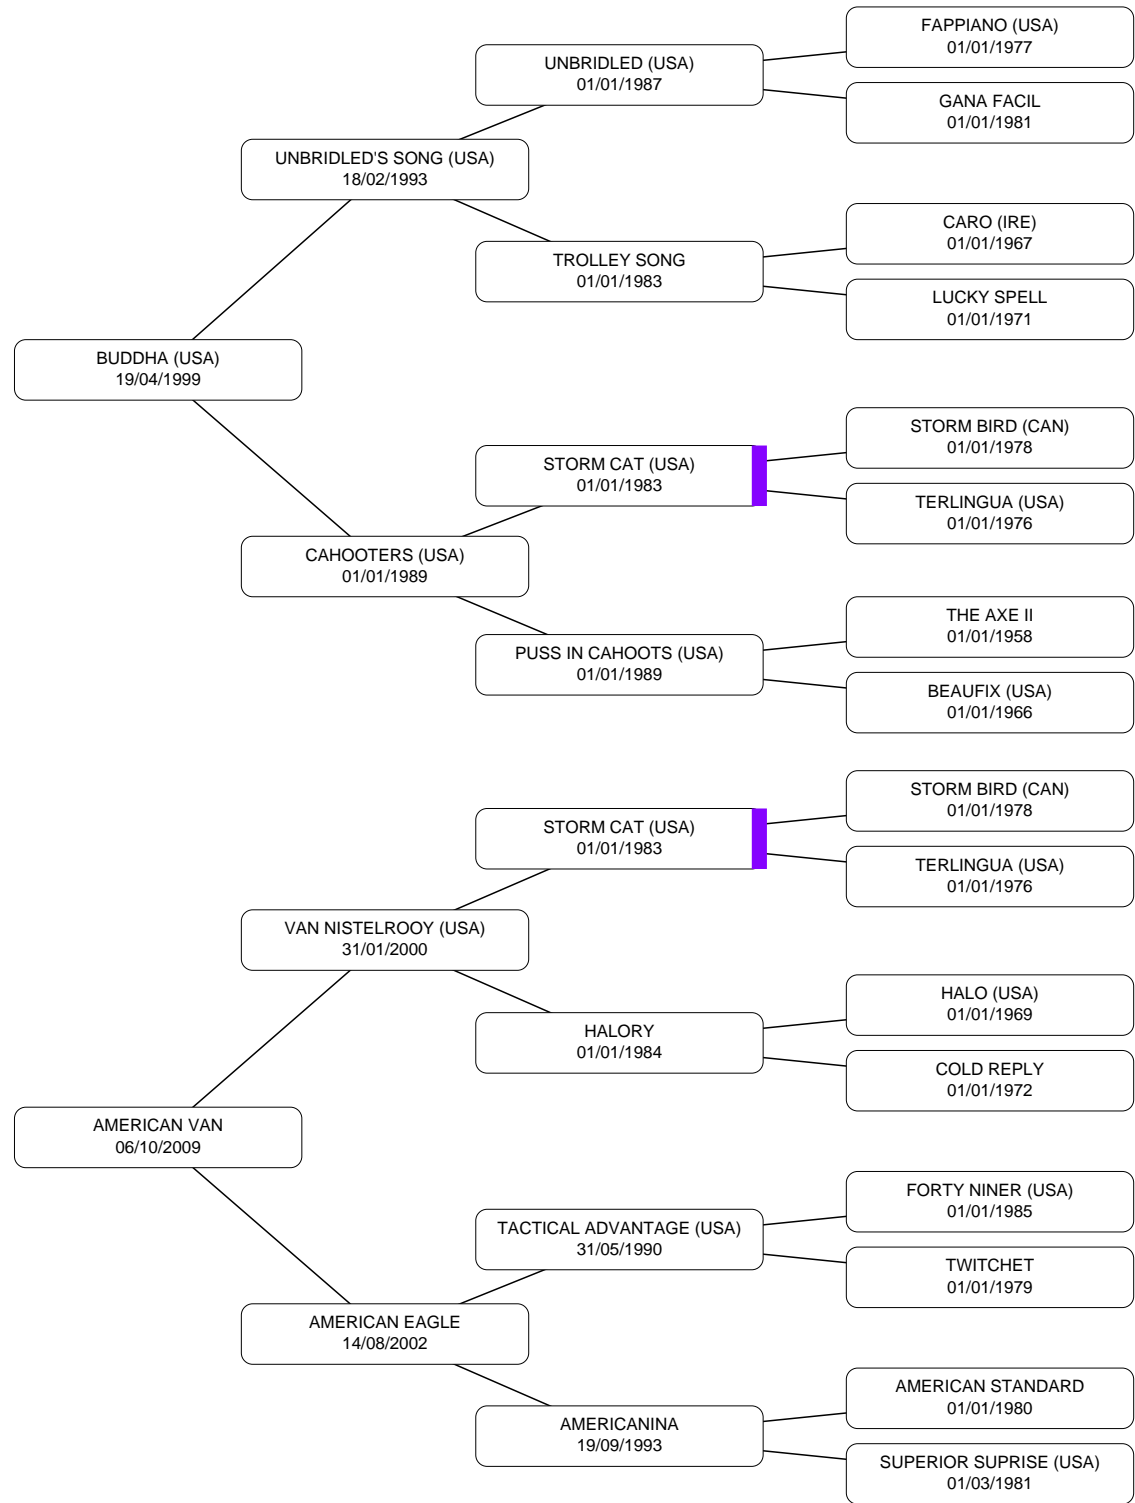 FAPPIANO (USA)
01/01/1977
UNBRIDLED (USA)
01/01/1987
GANA FACIL
01/01/1981
UNBRIDLED'S SONG (USA)
18/02/1993
CARO (IRE)
01/01/1967
TROLLEY SONG
01/01/1983
LUCKY SPELL
01/01/1971
BUDDHA (USA)
19/04/1999
STORM BIRD (CAN)
01/01/1978
STORM CAT (USA)
01/01/1983
TERLINGUA (USA)
01/01/1976
CAHOOTERS (USA)
01/01/1989
THE AXE II
01/01/1958
PUSS IN CAHOOTS (USA)
01/01/1989
BEAUFIX (USA)
01/01/1966
STORM BIRD (CAN)
01/01/1978
STORM CAT (USA)
01/01/1983
TERLINGUA (USA)
01/01/1976
VAN NISTELROOY (USA)
31/01/2000
HALO (USA)
01/01/1969
HALORY
01/01/1984
COLD REPLY
01/01/1972
AMERICAN VAN
06/10/2009
FORTY NINER (USA)
01/01/1985
TACTICAL ADVANTAGE (USA)
31/05/1990
TWITCHET
01/01/1979
AMERICAN EAGLE
14/08/2002
AMERICAN STANDARD
01/01/1980
AMERICANINA
19/09/1993
SUPERIOR SUPRISE (USA)
01/03/1981